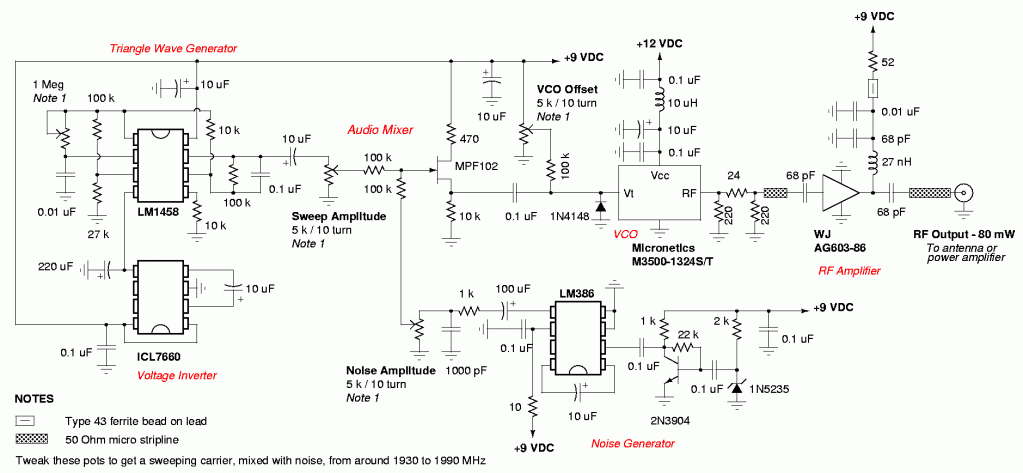 +9 VDC
Triangle Wave Generator
+12 VDC
+9 VDC
52
10 uF
10 uF
VCO Offset
5 k / 10 turn
Note 1
0.1 uF
10 uH
10 uF
0.1 uF
0.01 uF
68 pF
27 nH
1 Meg
Note 1
100 k
10 k
10 uF
Audio Mixer
470
MPF102
100 k
100 k
100 k
Vcc
Vt
RF
24
68 pF
LM1458
100 k
0.1 uF
0.01 uF
27 k
10 k
Sweep Amplitude
5 k / 10 turn
Note 1
10 k
0.1 uF
1N4148
220
220
VCO
Micronetics
M3500-1324S/T
WJ
AG603-86
RF Amplifier
68 pF
RF Output - 80 mW
To antenna or
power amplifier
220 uF
10 uF
ICL7660
0.1 uF
Voltage Inverter
1 k
100 uF
LM386
+9 VDC
1 k
22 k
2 k
0.1 uF
0.1 uF
1000 pF
0.1 uF
0.1 uF
1N5235
Noise Amplitude
5 k / 10 turn
Note 1
10
10 uF
2N3904
+9 VDC
Noise Generator
NOTES
Type 43 ferrite bead on lead
50 Ohm micro stripline
Tweak these pots to get a sweeping carrier, mixed with noise, from around 1930 to 1990 MHz